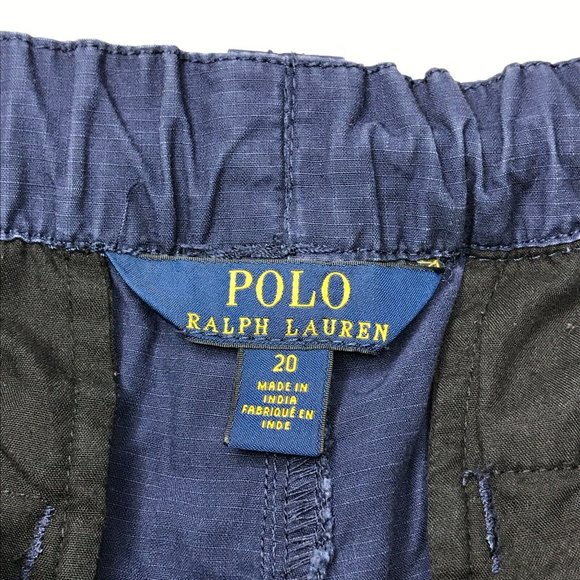 POLO
RALPH LAUREN
20
MADE IN
INDIA
FABRIQUÉ EN
INDE